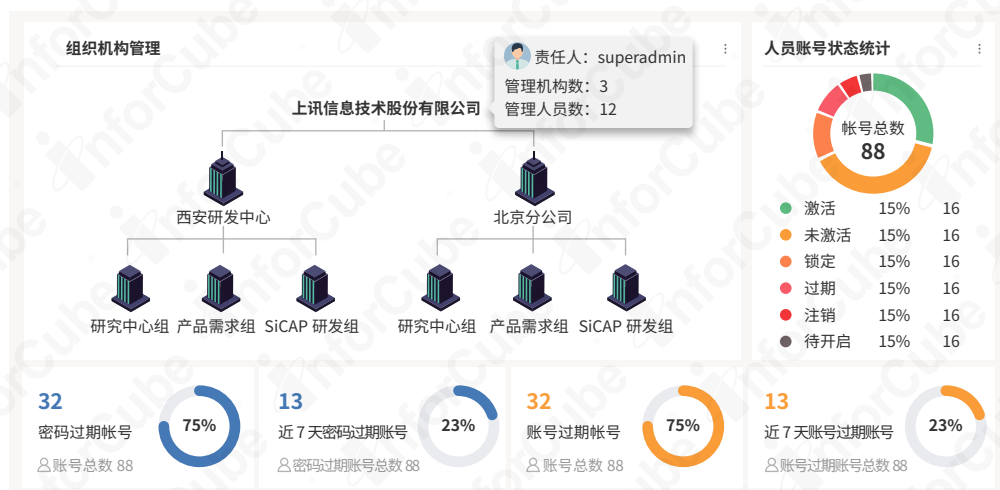 组织机构管理
责任人：superadmin
管理机构数：3
管理人员数：12
上讯信息技术股份有限公司
西安研发中心
北京分公司
研究中心组 产品需求组 SiCAP 研发组
研究中心组 产品需求组 SiCAP 研发组
人员账号状态统计
帐号总数
88
激活 15% 16
未激活 15% 16
锁定 15% 16
过期 15% 16
注销 15% 16
待开启 15% 16
32
密码过期帐号
账号总数 88
75%
13
近 7 天密码过期账号
密码过期账号总数 88
23%
32
账号过期帐号
账号总数 88
75%
13
近 7 天账号过期账号
账号过期账号总数 88
23%
inforCube